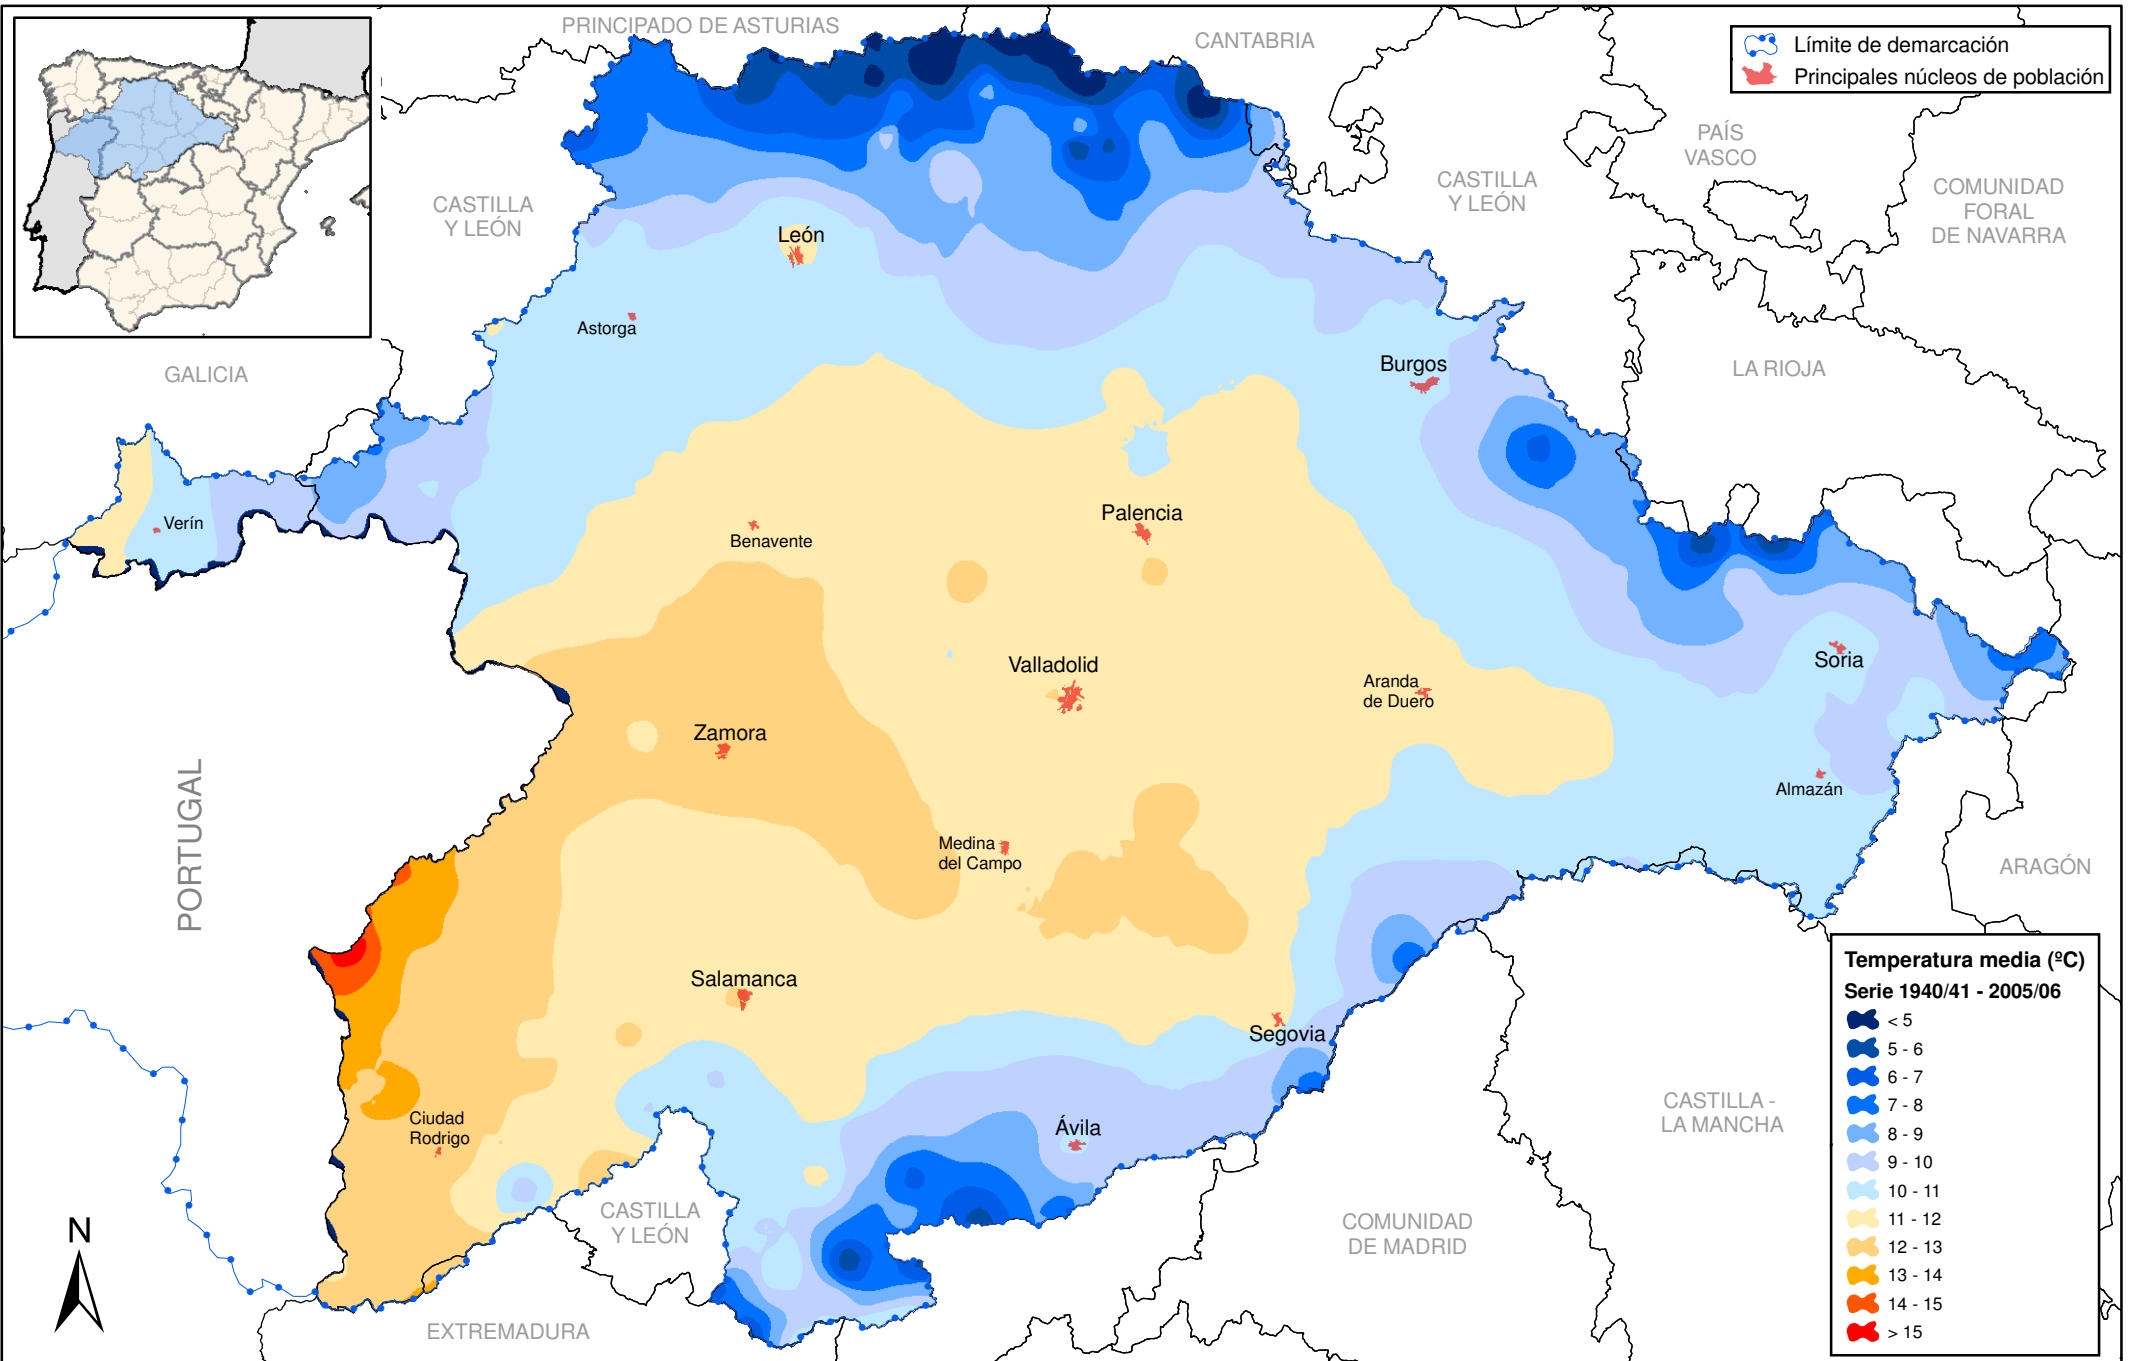 PRINCIPADO DE ASTURIAS
CANTABRIA
Límite de demarcación
Principales núcleos de población
PAÍS
VASCO
CASTILLA
Y LEÓN
COMUNIDAD
FORAL
DE NAVARRA
CASTILLA
Y LEÓN
León
Astorga
GALICIA
Burgos
LA RIOJA
Verín
Benavente
Palencia
Valladolid
Aranda
de Duero
Soria
Zamora
Almazán
PORTUGAL
Medina
del Campo
ARAGÓN
Salamanca
Segovia
Ciudad
Rodrigo
Ávila
CASTILLA -
LA MANCHA
CASTILLA
Y LEÓN
COMUNIDAD
DE MADRID
EXTREMADURA
N
Temperatura media (ºC)
Serie 1940/41 - 2005/06
< 5
5 - 6
6 - 7
7 - 8
8 - 9
9 - 10
10 - 11
11 - 12
12 - 13
13 - 14
14 - 15
> 15